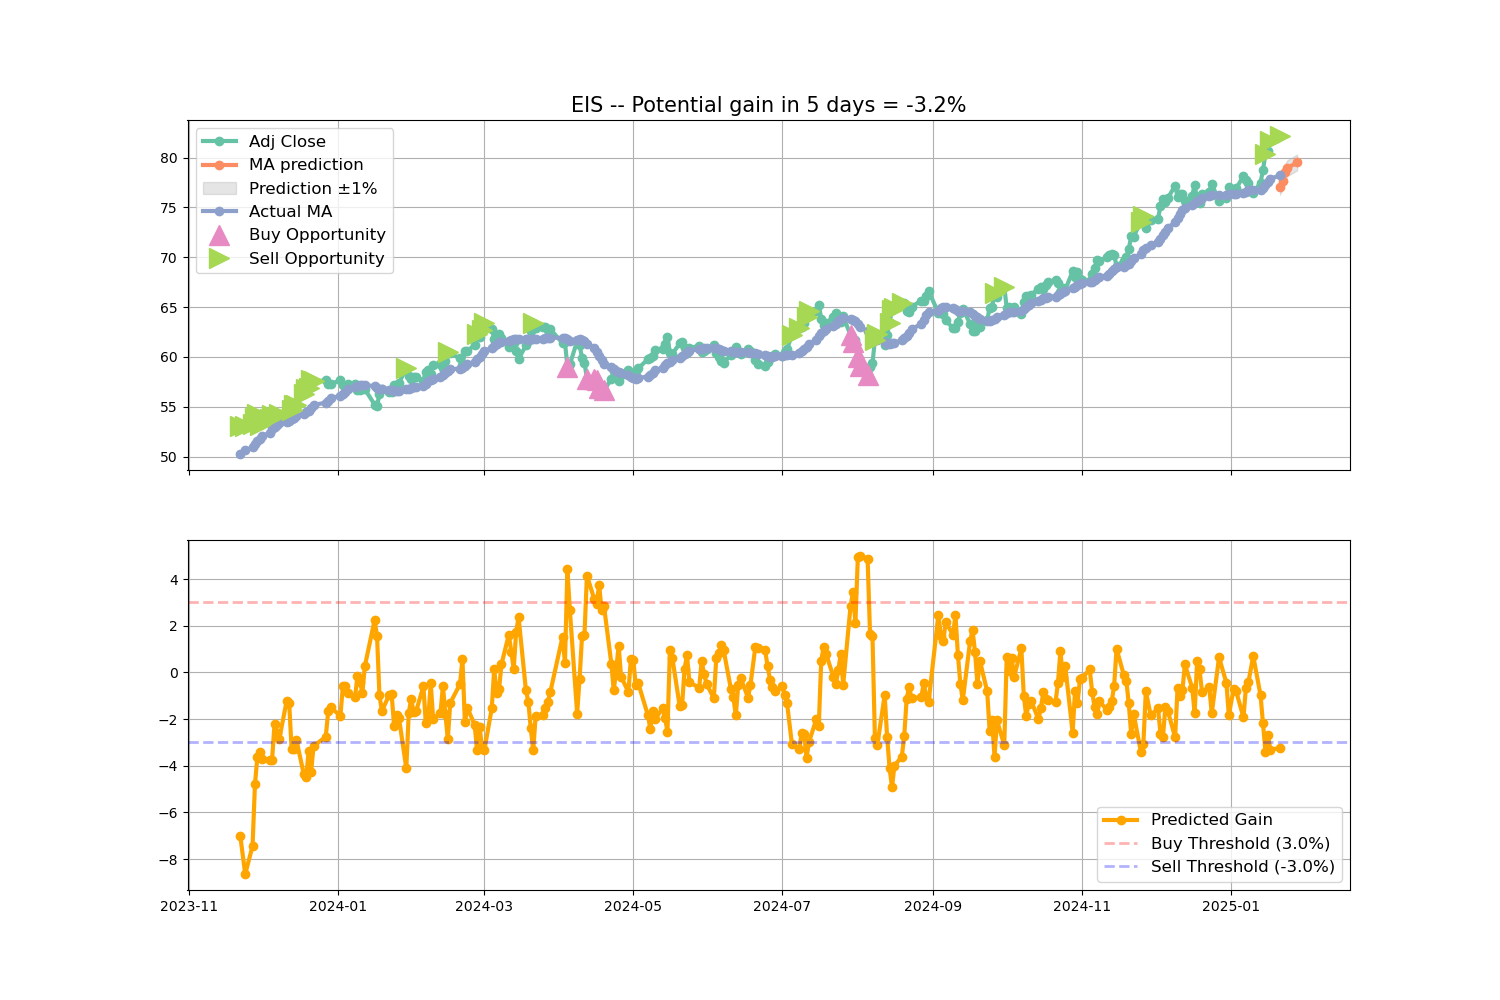 EIS -- Potential gain in 5 days = -3.2%
Adj Close
MA prediction
Prediction ±1%
Actual MA
Buy Opportunity
Sell Opportunity
80
75
70
65
60
55
50
4
2
0
−2
−4
−6
−8
Predicted Gain
Buy Threshold (3.0%)
Sell Threshold (-3.0%)
2023-11 2024-01 2024-03 2024-05 2024-07 2024-09 2024-11 2025-01